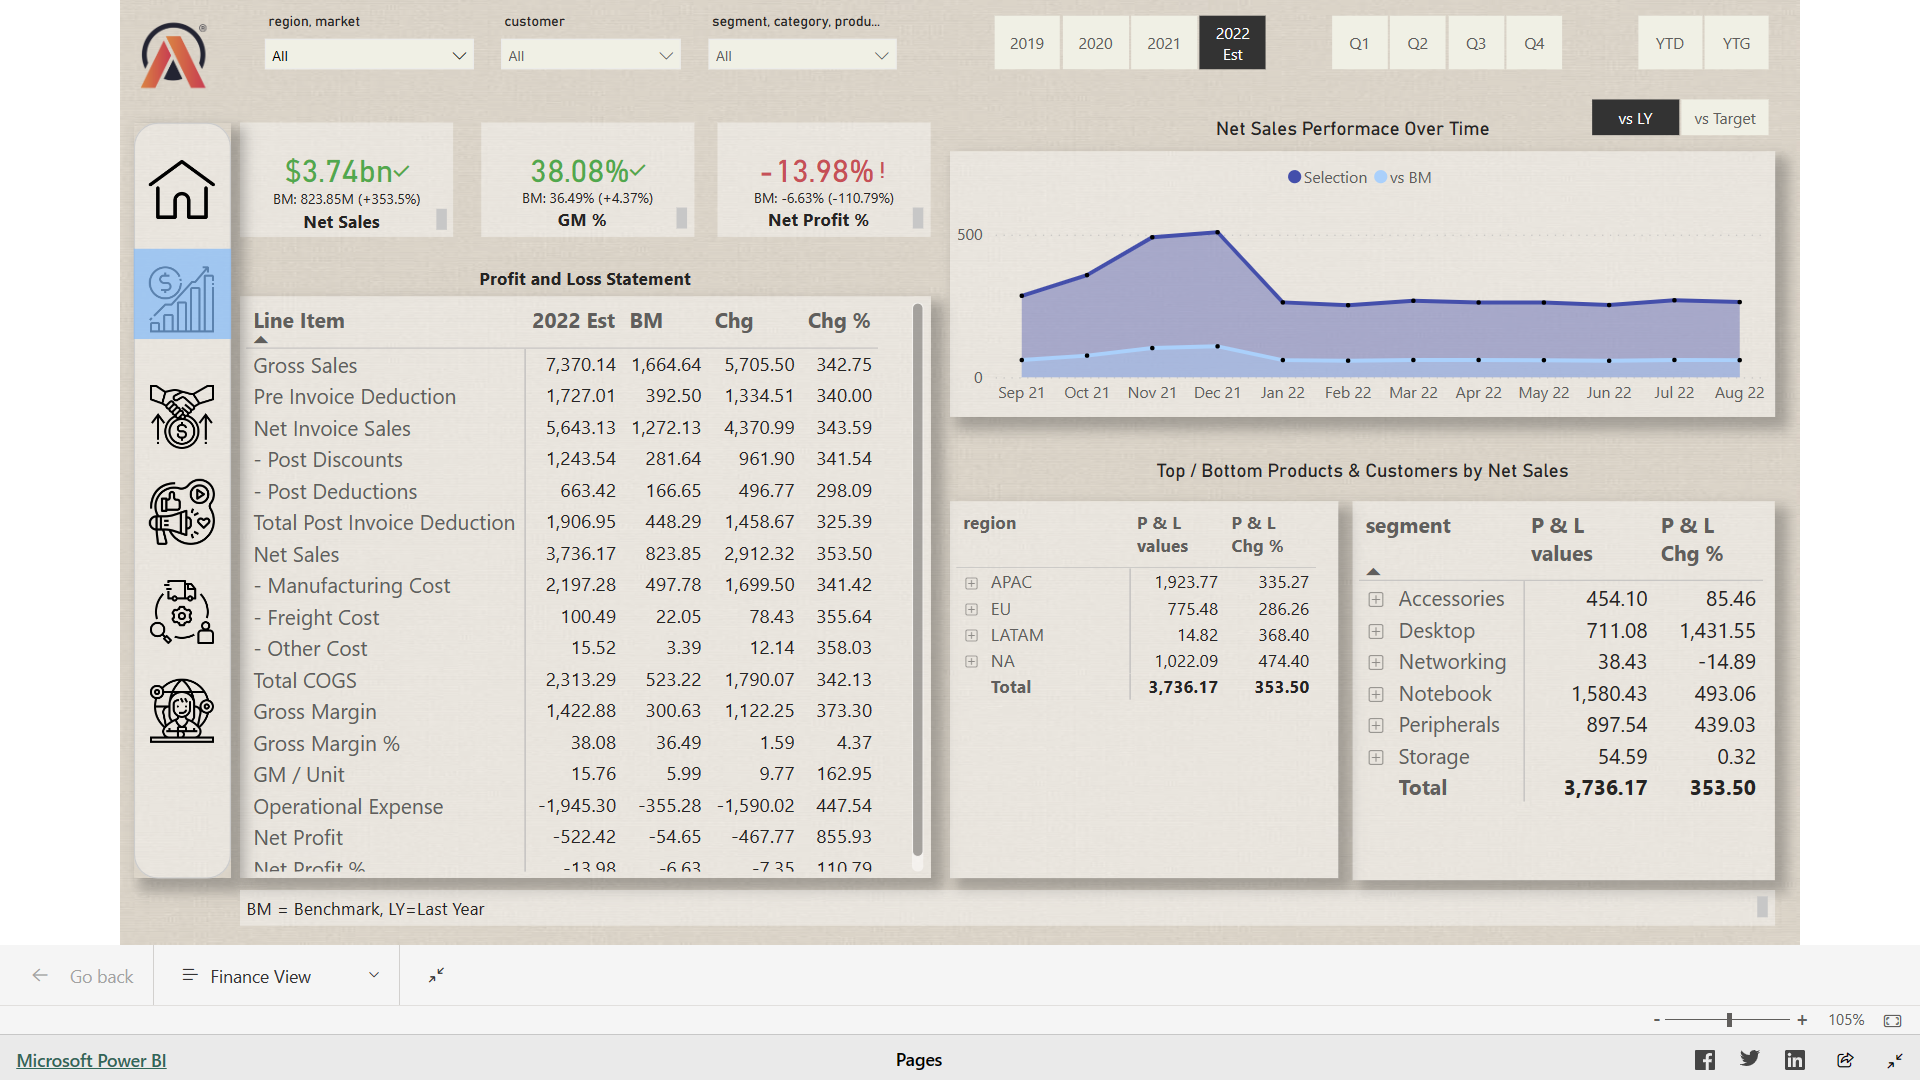 region, market
customer
segment, category, produ...
All
All
All
2019
2020
2021
2022
Est
Q1
Q2
Q3
Q4
YTD
YTG
vs LY
vs Target
$3.74bn
BM: 823.85M (+353.5%)
Net Sales
38.08%
BM: 36.49% (+4.37%)
GM %
-13.98% !
BM: -6.63% (-110.79%)
Net Profit %
Net Sales Performace Over Time
Selection vs BM
500
0
Sep 21 Oct 21 Nov 21 Dec 21 Jan 22 Feb 22 Mar 22 Apr 22 May 22 Jun 22 Jul 22 Aug 22
Profit and Loss Statement
Line Item 2022 Est BM Chg Chg %
Gross Sales 7,370.14 1,664.64 5,705.50 342.75
Pre Invoice Deduction 1,727.01 392.50 1,334.51 340.00
Net Invoice Sales 5,643.13 1,272.13 4,370.99 343.59
- Post Discounts 1,243.54 281.64 961.90 341.54
- Post Deductions 663.42 166.65 496.77 298.09
Total Post Invoice Deduction 1,906.95 448.29 1,458.67 325.39
Net Sales 3,736.17 823.85 2,912.32 353.50
- Manufacturing Cost 2,197.28 497.78 1,699.50 341.42
- Freight Cost 100.49 22.05 78.43 355.64
- Other Cost 15.52 3.39 12.14 358.03
Total COGS 2,313.29 523.22 1,790.07 342.13
Gross Margin 1,422.88 300.63 1,122.25 373.30
Gross Margin % 38.08 36.49 1.59 4.37
GM / Unit 15.76 5.99 9.77 162.95
Operational Expense -1,945.30 -355.28 -1,590.02 447.54
Net Profit -522.42 -54.65 -467.77 855.93
Net Profit % -13.98 -6.63 -7.35 110.79
Top / Bottom Products & Customers by Net Sales
region P & L values P & L Chg %
APAC 1,923.77 335.27
EU 775.48 286.26
LATAM 14.82 368.40
NA 1,022.09 474.40
Total 3,736.17 353.50
segment P & L values P & L Chg %
Accessories 454.10 85.46
Desktop 711.08 1,431.55
Networking 38.43 -14.89
Notebook 1,580.43 493.06
Peripherals 897.54 439.03
Storage 54.59 0.32
Total 3,736.17 353.50
BM = Benchmark, LY=Last Year
Go back
Finance View
- + 105%
Microsoft Power BI
Pages